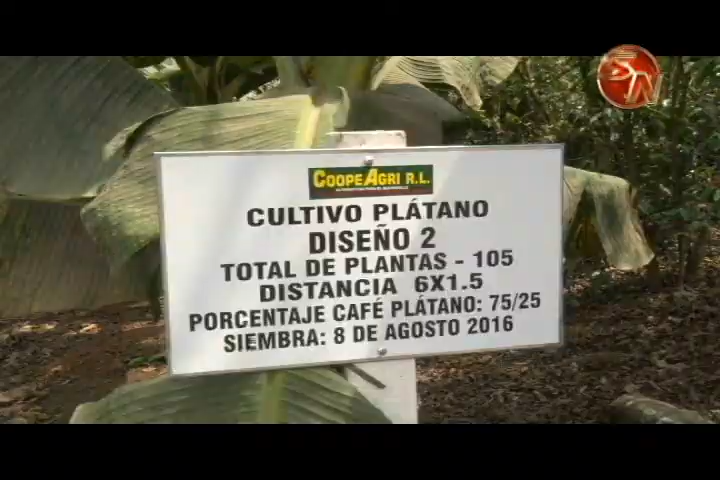 COOPEAGRI R.L.
CULTIVO PLÁTANO
DISEÑO 2
TOTAL DE PLANTAS - 105
DISTANCIA 6X1.5
PORCENTAJE CAFÉ PLÁTANO: 75/25
SIEMBRA: 8 DE AGOSTO 2016